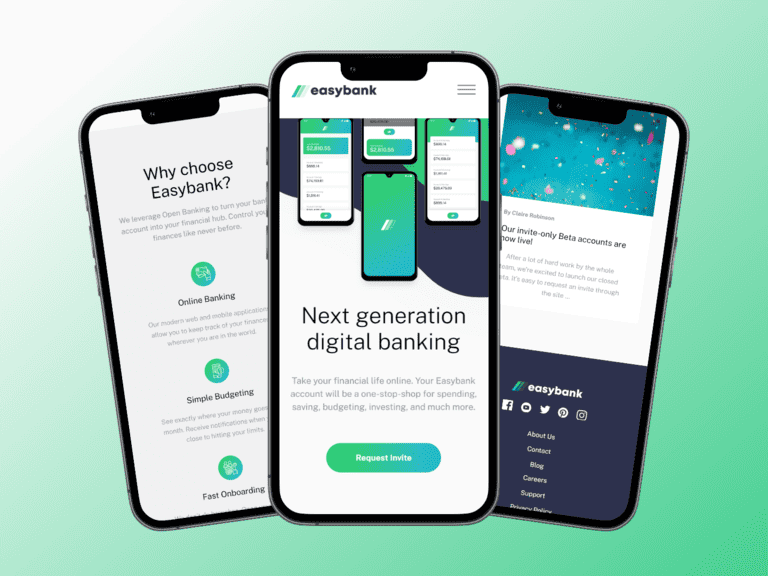 Why choose
Easybank?
We leverage Open Banking to turn your bank
account into your financial hub. Control your
finances like never before.
Online Banking
Our modern web and mobile applications
allow you to keep track of your finances
wherever you are in the world.
Simple Budgeting
See exactly where your money goes
month. Receive notifications when
close to hitting your limits.
Fast Onboarding
easybank
$2,810.55
Next generation
digital banking
Take your financial life online. Your Easybank
account will be a one-stop-shop for spending,
saving, budgeting, investing, and much more.
Request Invite
By Claire Robinson
Our invite-only Beta accounts are
now live!
After a lot of hard work by the whole
team, we're excited to launch our closed
It's easy to request an invite through
the site ...
easybank
About Us
Contact
Blog
Careers
Support
Privacy Policy